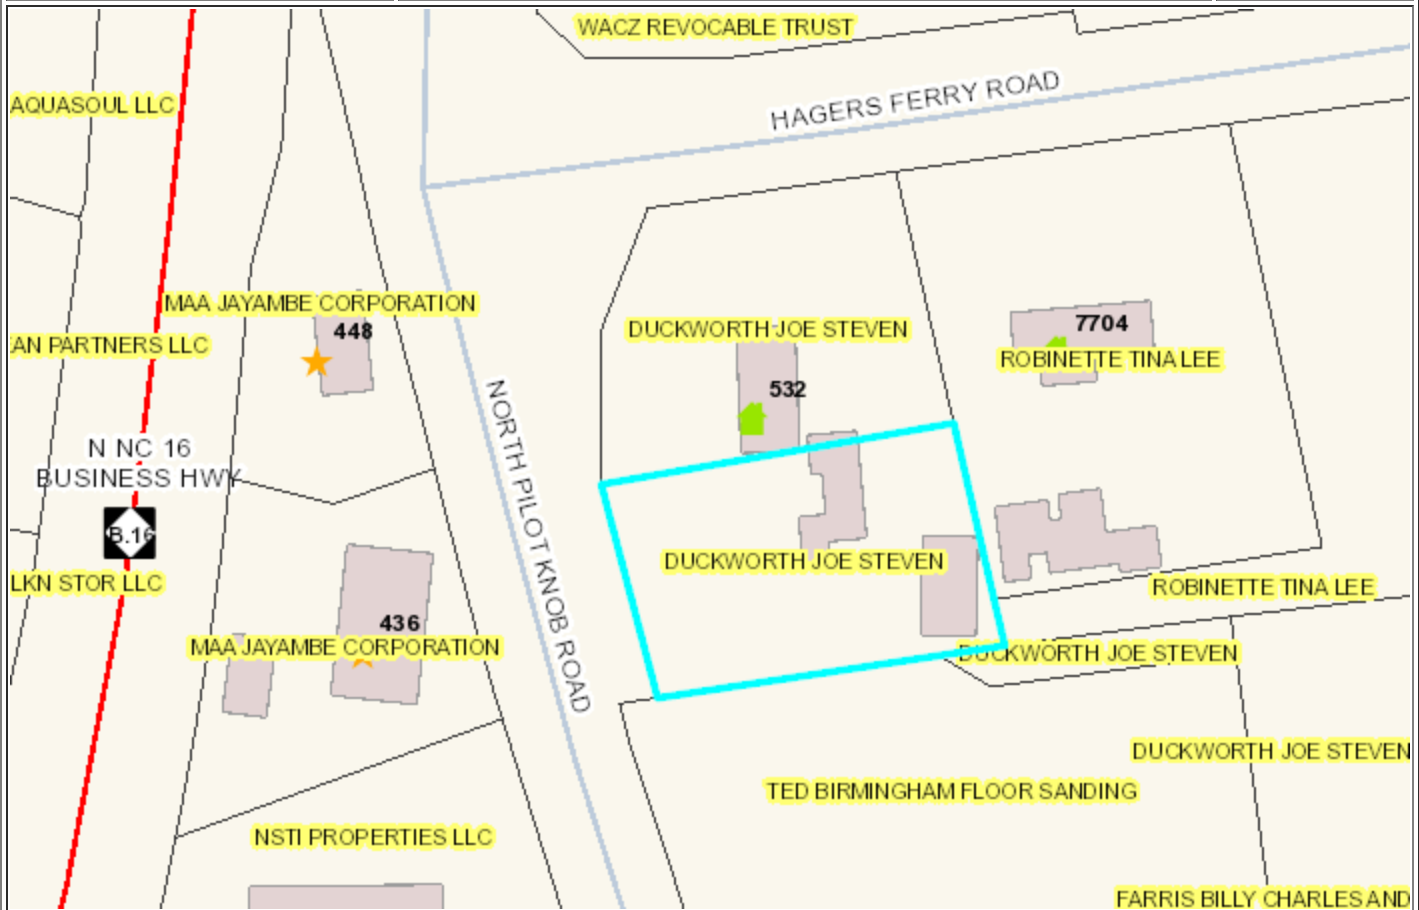 WACZ REVOCABLE TRUST
HAGERS FERRY ROAD
AQUASOUL LLC
MAA JAYAMBE CORPORATION
448
AN PARTNERS LLC
DUCKWORTH JOE STEVEN
532
7704
ROBINETTE TINA LEE
N NC 16
BUSINESS HWY
B.16
NORTH PILOT KNOB ROAD
LKN STOR LLC
DUCKWORTH JOE STEVEN
ROBINETTE TINA LEE
436
MAA JAYAMBE CORPORATION
DUCKWORTH JOE STEVEN
DUCKWORTH JOE STEVEN
TED BIRMINGHAM FLOOR SANDING
NSTI PROPERTIES LLC
FARRIS BILLY CHARLES AND